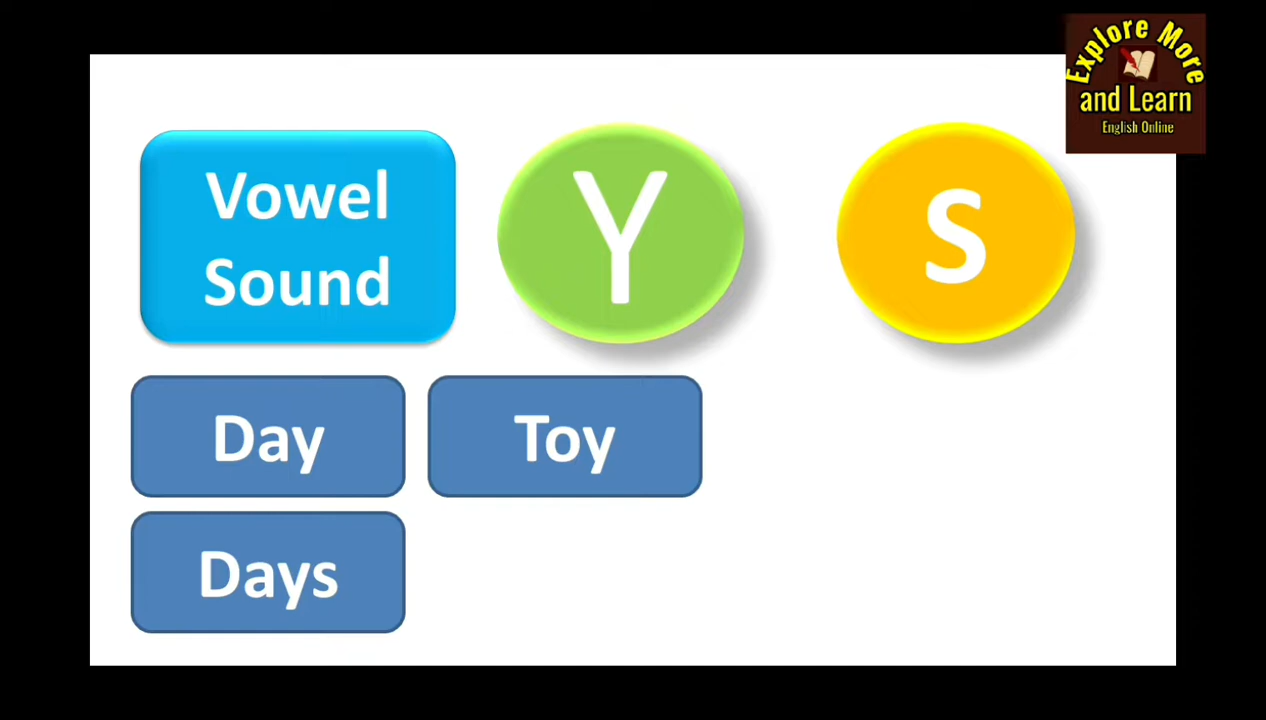 Explore More
and Learn
English Online
Vowel
Sound
Y
S
Day
Toy
Days